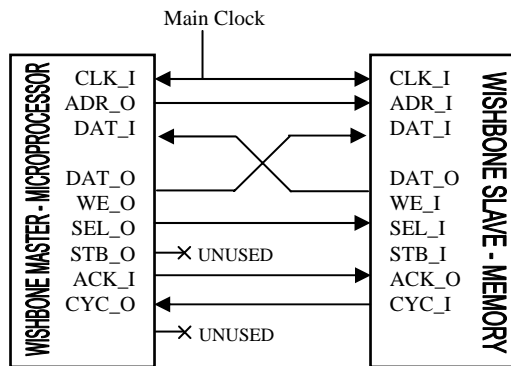 Main Clock
WISHBONE MASTER - MICROPROCESSOR
CLK_I
ADR_O
DAT_I
DAT_O
WE_O
SEL_O
STB_O
ACK_I
CYC_O
UNUSED
UNUSED
CLK_I
ADR_I
DAT_I
DAT_O
WE_I
SEL_I
STB_I
ACK_O
CYC_I
WISHBONE SLAVE - MEMORY